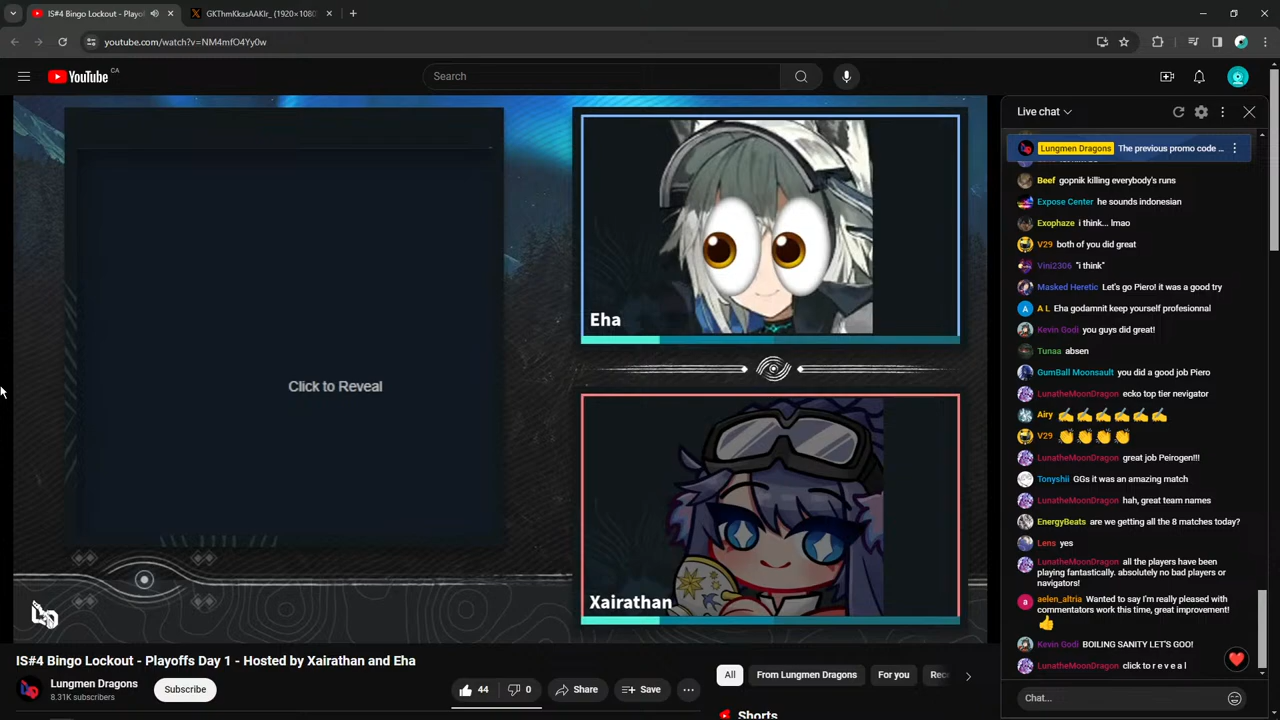 IS#4 Bingo Lockout - Playo
GKThmKkasAAKlr_ (1920×1080
youtube.com/watch?v=NM4mfO4Yy0w
YouTube CA
Search
Live chat
Lungmen Dragons The previous promo code ...
Beef gopnik killing everybody's runs
Expose Center he sounds indonesian
Exophaze i think... lmao
V29 both of you did great
Vini2306 "i think"
Masked Heretic Let's go Piero! it was a good try
A L Eha godamnit keep yourself profesionnal
Kevin Godi you guys did great!
Tunaa absen
GumBall Moonsault you did a good job Piero
LunatheMoonDragon ecko top tier nevigator
Airy ✍✍✍✍✍✍
V29 👏👏👏👏
LunatheMoonDragon great job Peirogen!!!
Tonyshii GGs it was an amazing match
LunatheMoonDragon hah, great team names
EnergyBeats are we getting all the 8 matches today?
Lens yes
LunatheMoonDragon all the players have been
playing fantastically. absolutely no bad players or
navigators!
aelen_altria Wanted to say I'm really pleased with
commentators work this time, great improvement!
👍
Kevin Godi BOILING SANITY LET'S GO!
LunatheMoonDragon click to r e v e a l
Chat...
Click to Reveal
Eha
Xairathan
IS#4 Bingo Lockout - Playoffs Day 1 - Hosted by Xairathan and Eha
Lungmen Dragons
8.31K subscribers
Subscribe
44
0
Share
Save
All
From Lungmen Dragons
For you
Rec
Shorts